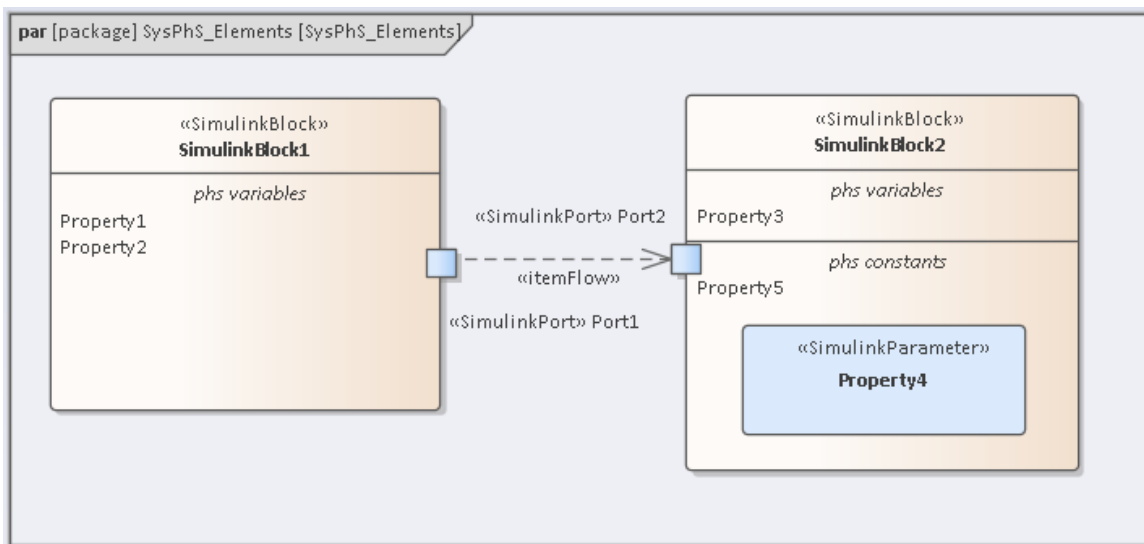 par [package] SysPhS_Elements [SysPhS_Elements]
«SimulinkBlock»
SimulinkBlock1
phs variables
Property1
Property2
«SimulinkPort» Port2
«itemFlow»
«SimulinkPort» Port1
«SimulinkBlock»
SimulinkBlock2
phs variables
Property3
phs constants
Property5
«SimulinkParameter»
Property4